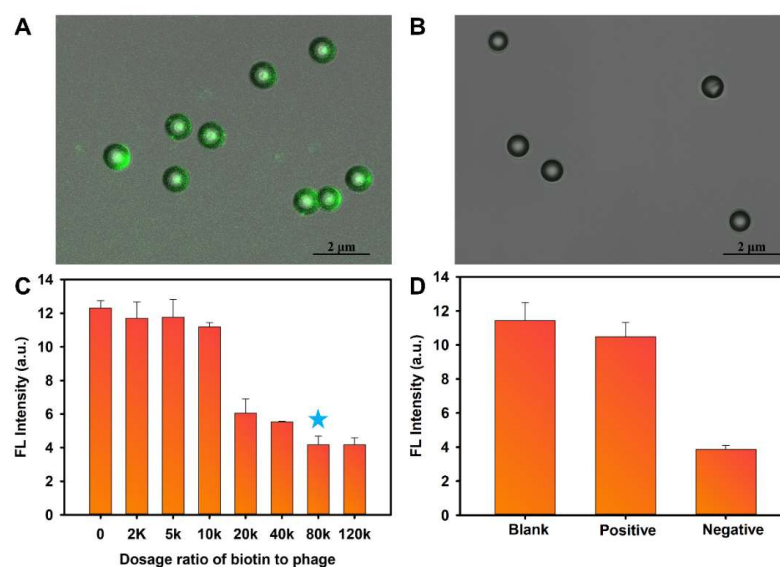 A
B
2 μm
2 μm
C
14
12
10
8
6
4
2
0
FL Intensity (a.u.)
0 2K 5k 10k 20k 40k 80k 120k
Dosage ratio of biotin to phage
D
14
12
10
8
6
4
2
0
FL Intensity (a.u.)
Blank Positive Negative